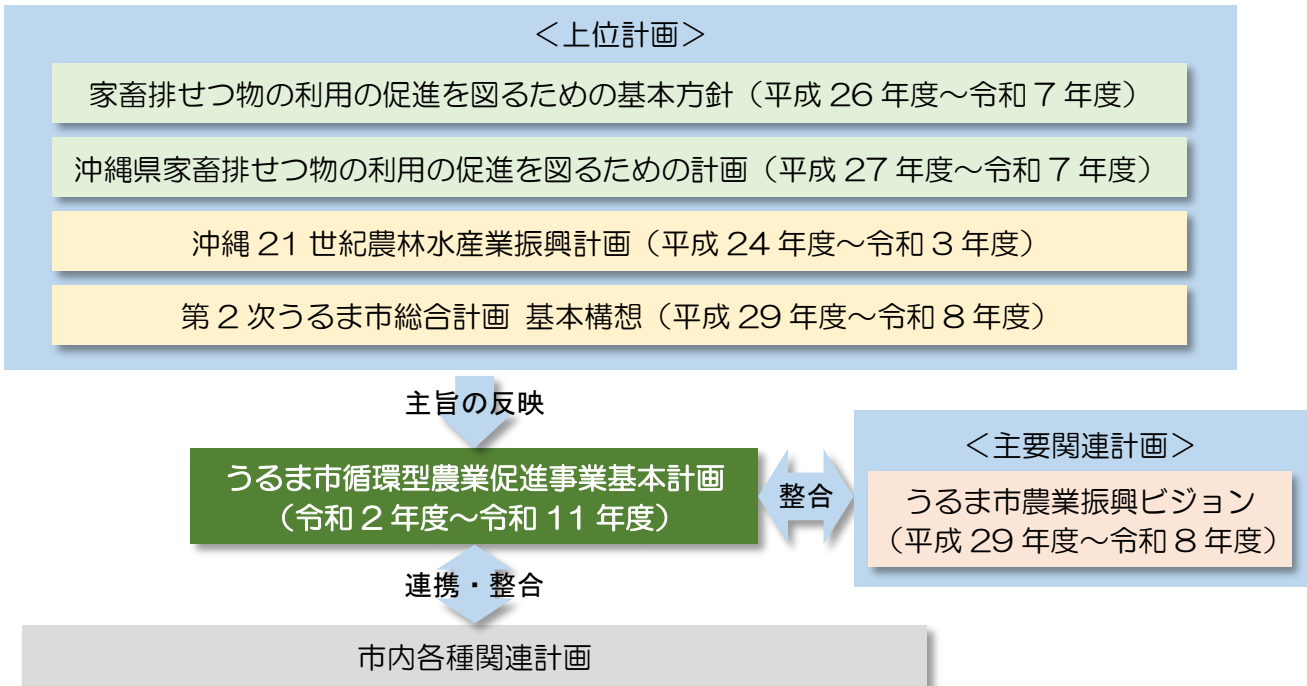 ＜上位計画＞
家畜排せつ物の利用の促進を図るための基本方針（平成 26 年度～令和 7 年度）
沖縄県家畜排せつ物の利用の促進を図るための計画（平成 27 年度～令和 7 年度）
沖縄 21 世紀農林水産業振興計画（平成 24 年度～令和 3 年度）
第 2 次うるま市総合計画 基本構想（平成 29 年度～令和 8 年度）
主旨の反映
うるま市循環型農業促進事業基本計画
（令和 2 年度～令和 11 年度）
整合
＜主要関連計画＞
うるま市農業振興ビジョン
（平成 29 年度～令和 8 年度）
連携・整合
市内各種関連計画